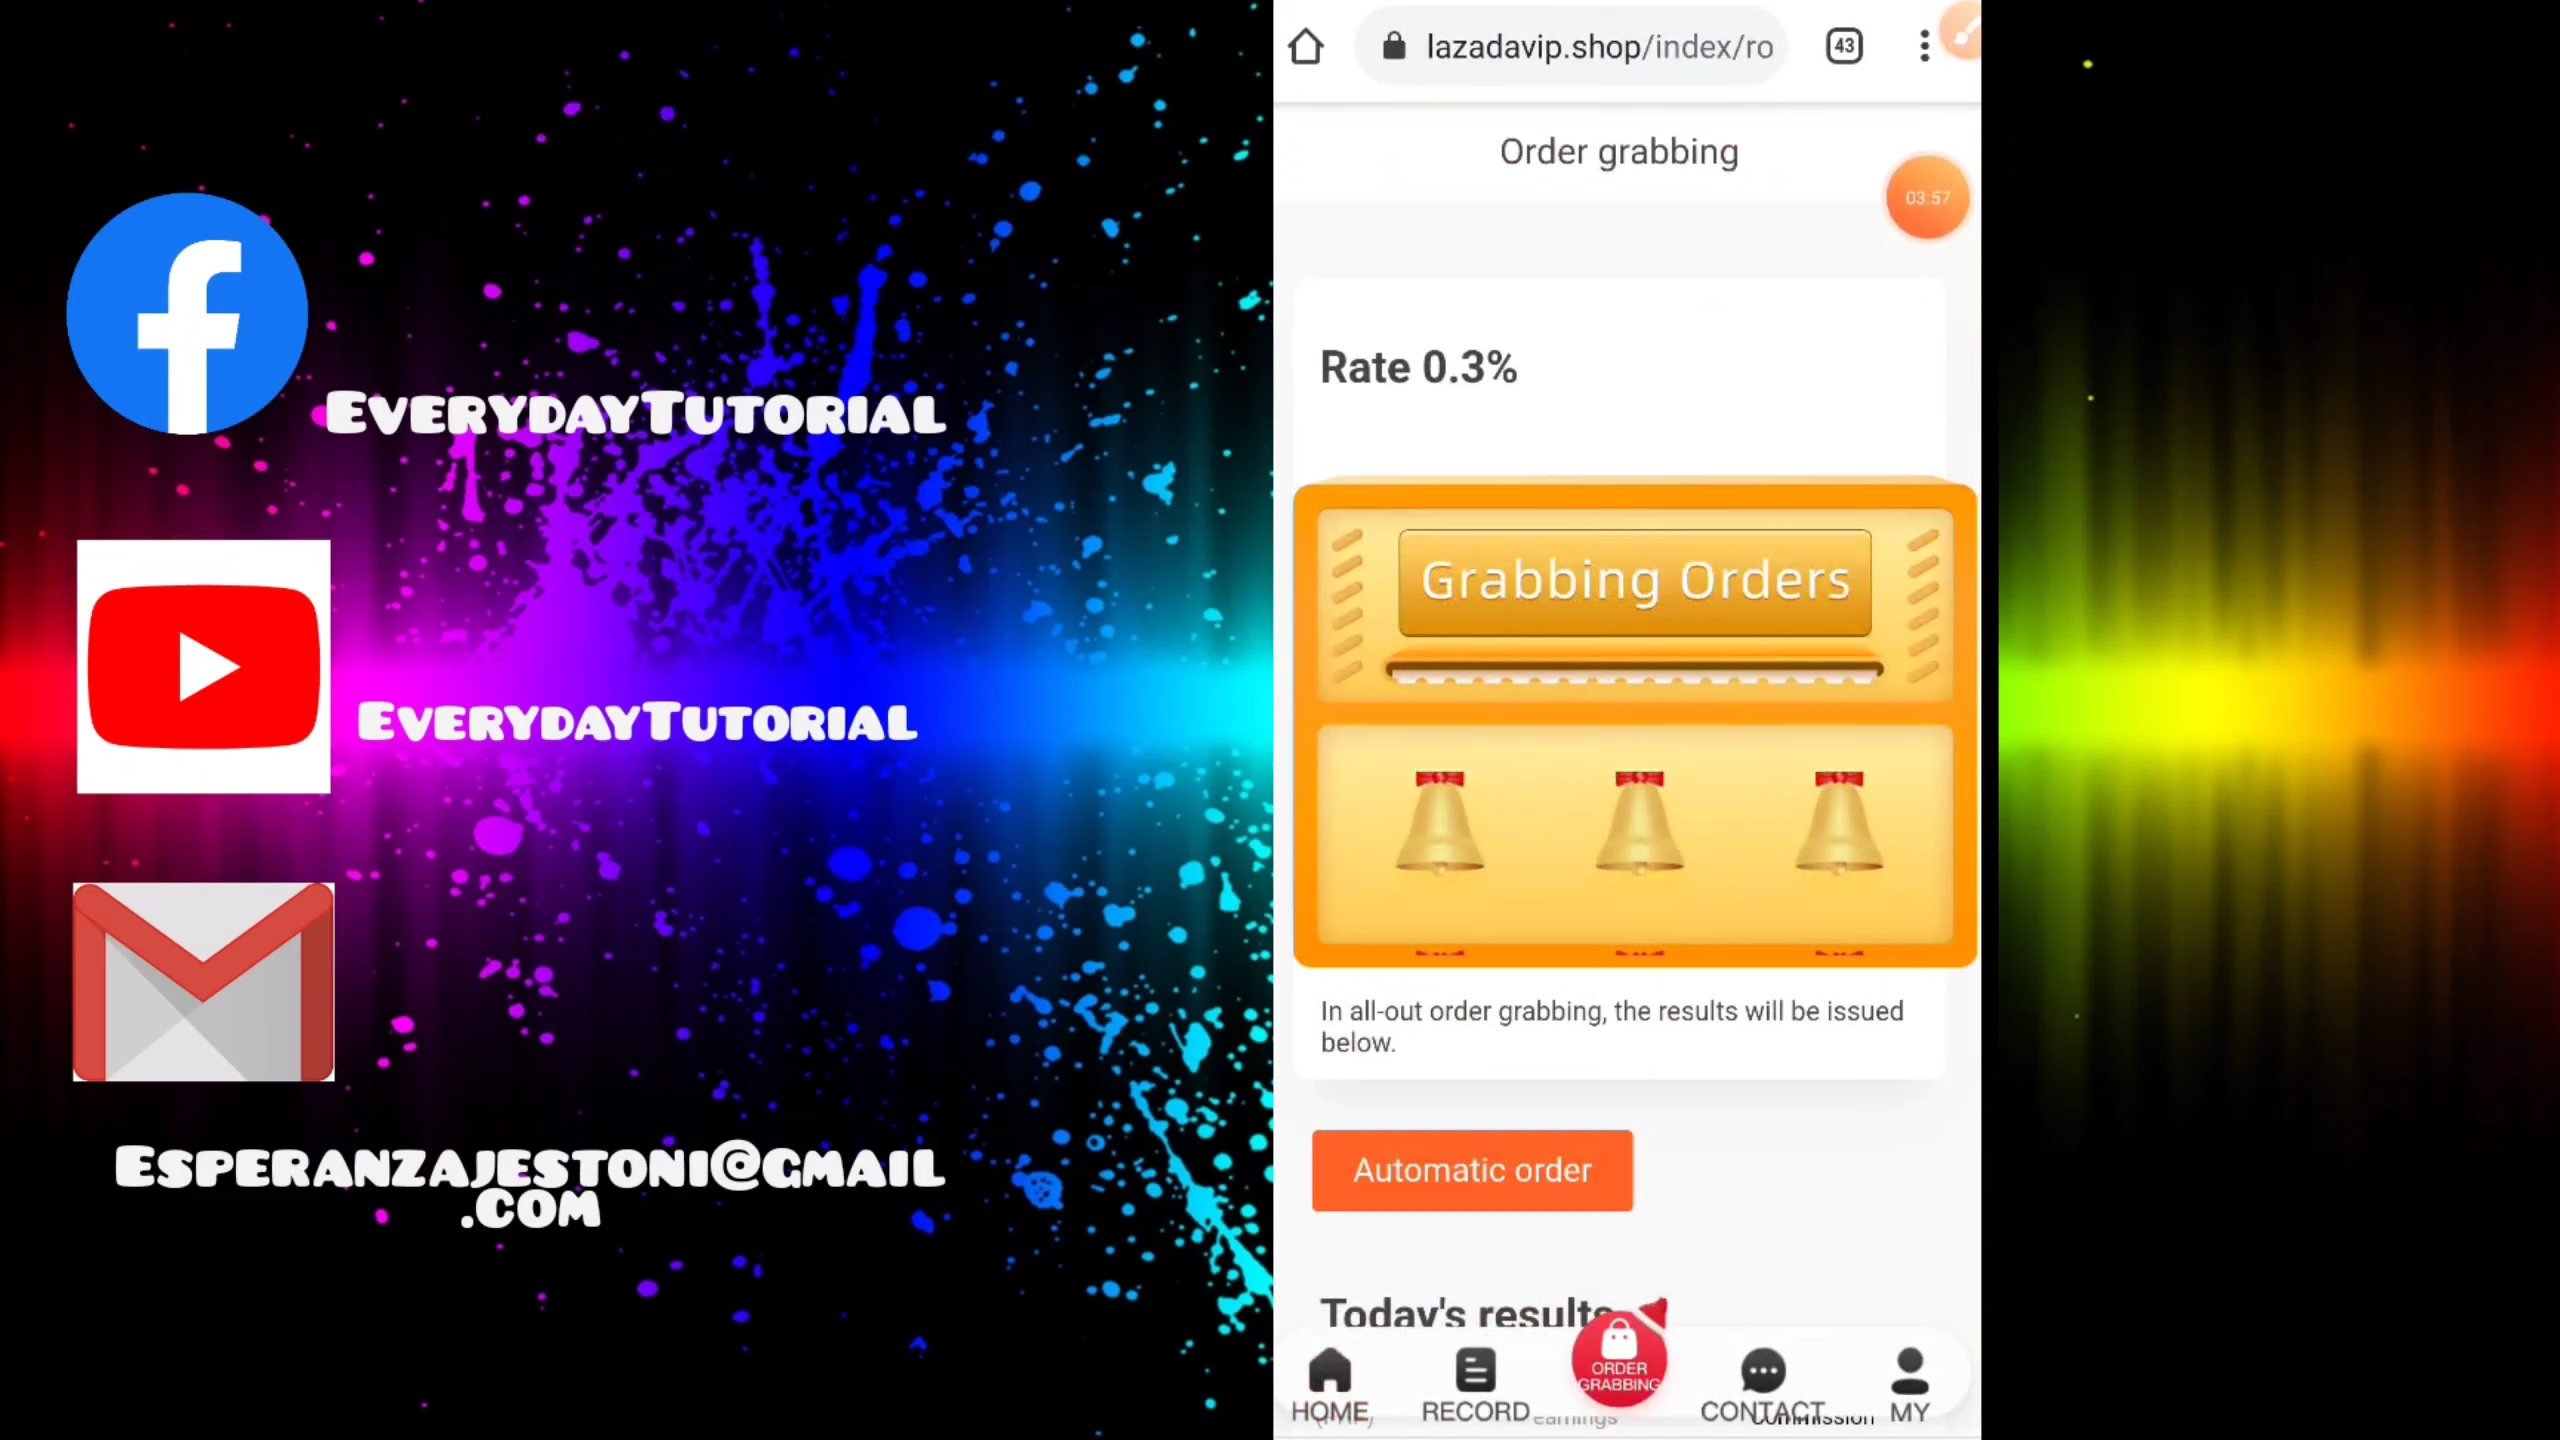 EVERYDAYTUTORIAL
EVERYDAYTUTORIAL
ESPERANZAJESTONI@GMAIL
.COM
lazadavip.shop/index/ro
43
Order grabbing
03:57
Rate 0.3%
Grabbing Orders
In all-out order grabbing, the results will be issued
below.
Automatic order
Today's results
ORDER
GRABBING
HOME
RECORD
CONTACT
MY
earnings
Commission